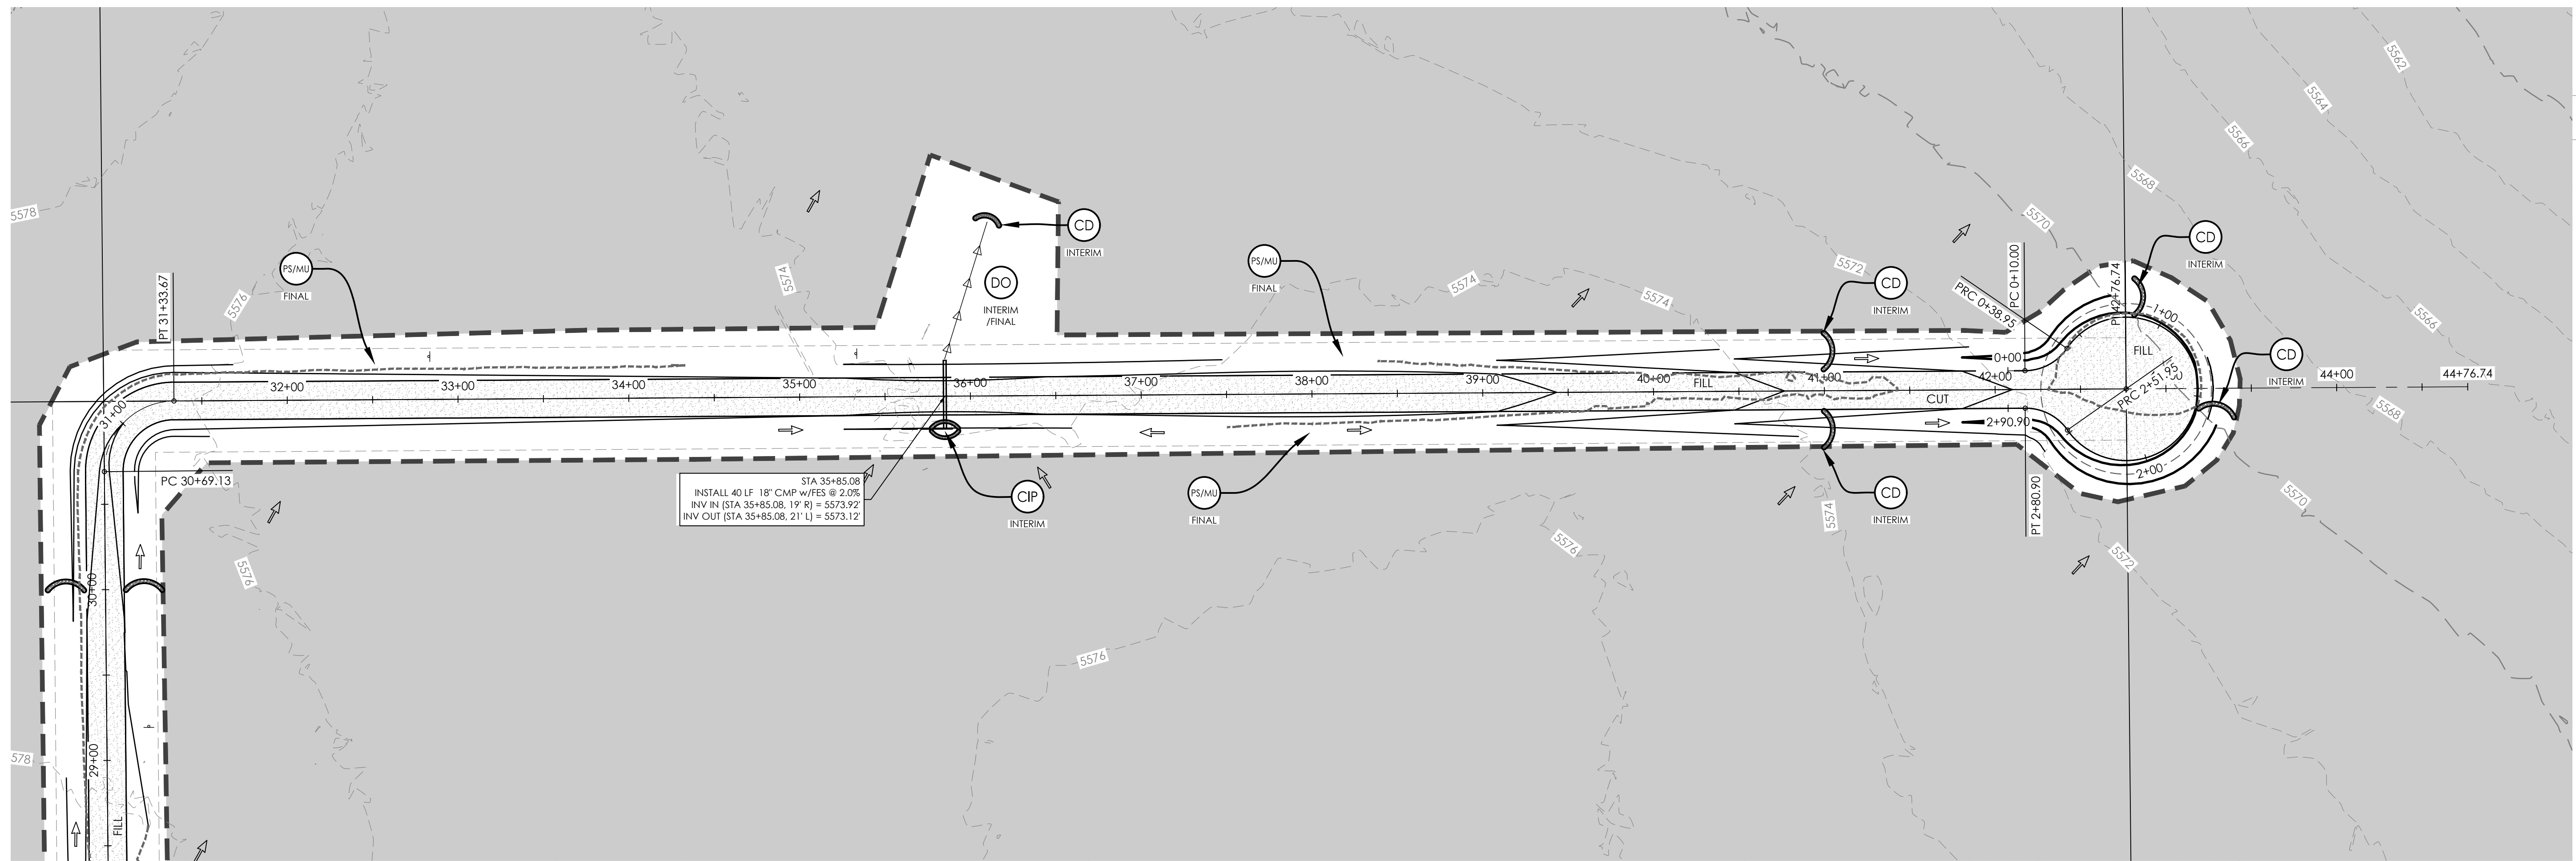 5578
5576
PT 31+33.67
PS/MU
FINAL
5574
CD
INTERIM
DO
INTERIM
/FINAL
PS/MU
FINAL
5574
5574
5572
CD
INTERIM
PRC 0+38.95
PC 0+10.00
5570
PT 42+76.74
5568
CD
INTERIM
5562
5564
5566
5566
5568
CD
INTERIM
31+00
32+00
33+00
34+00
35+00
36+00
37+00
38+00
39+00
40+00
FILL
41+00
42+00
0+00
CUT
2+90.90
FILL
1+00
PRC 2+51.95
2+00
44+00
44+76.74
PC 30+69.13
STA 35+85.08
INSTALL 40 LF 18" CMP w/FES @ 2.0%
INV IN (STA 35+85.08, 19' R) = 5573.92'
INV OUT (STA 35+85.08, 21' L) = 5573.12'
CIP
INTERIM
PS/MU
FINAL
CD
INTERIM
5574
5576
PT 2+80.90
5570
5572
30+00
5576
5576
29+00
578
FILL